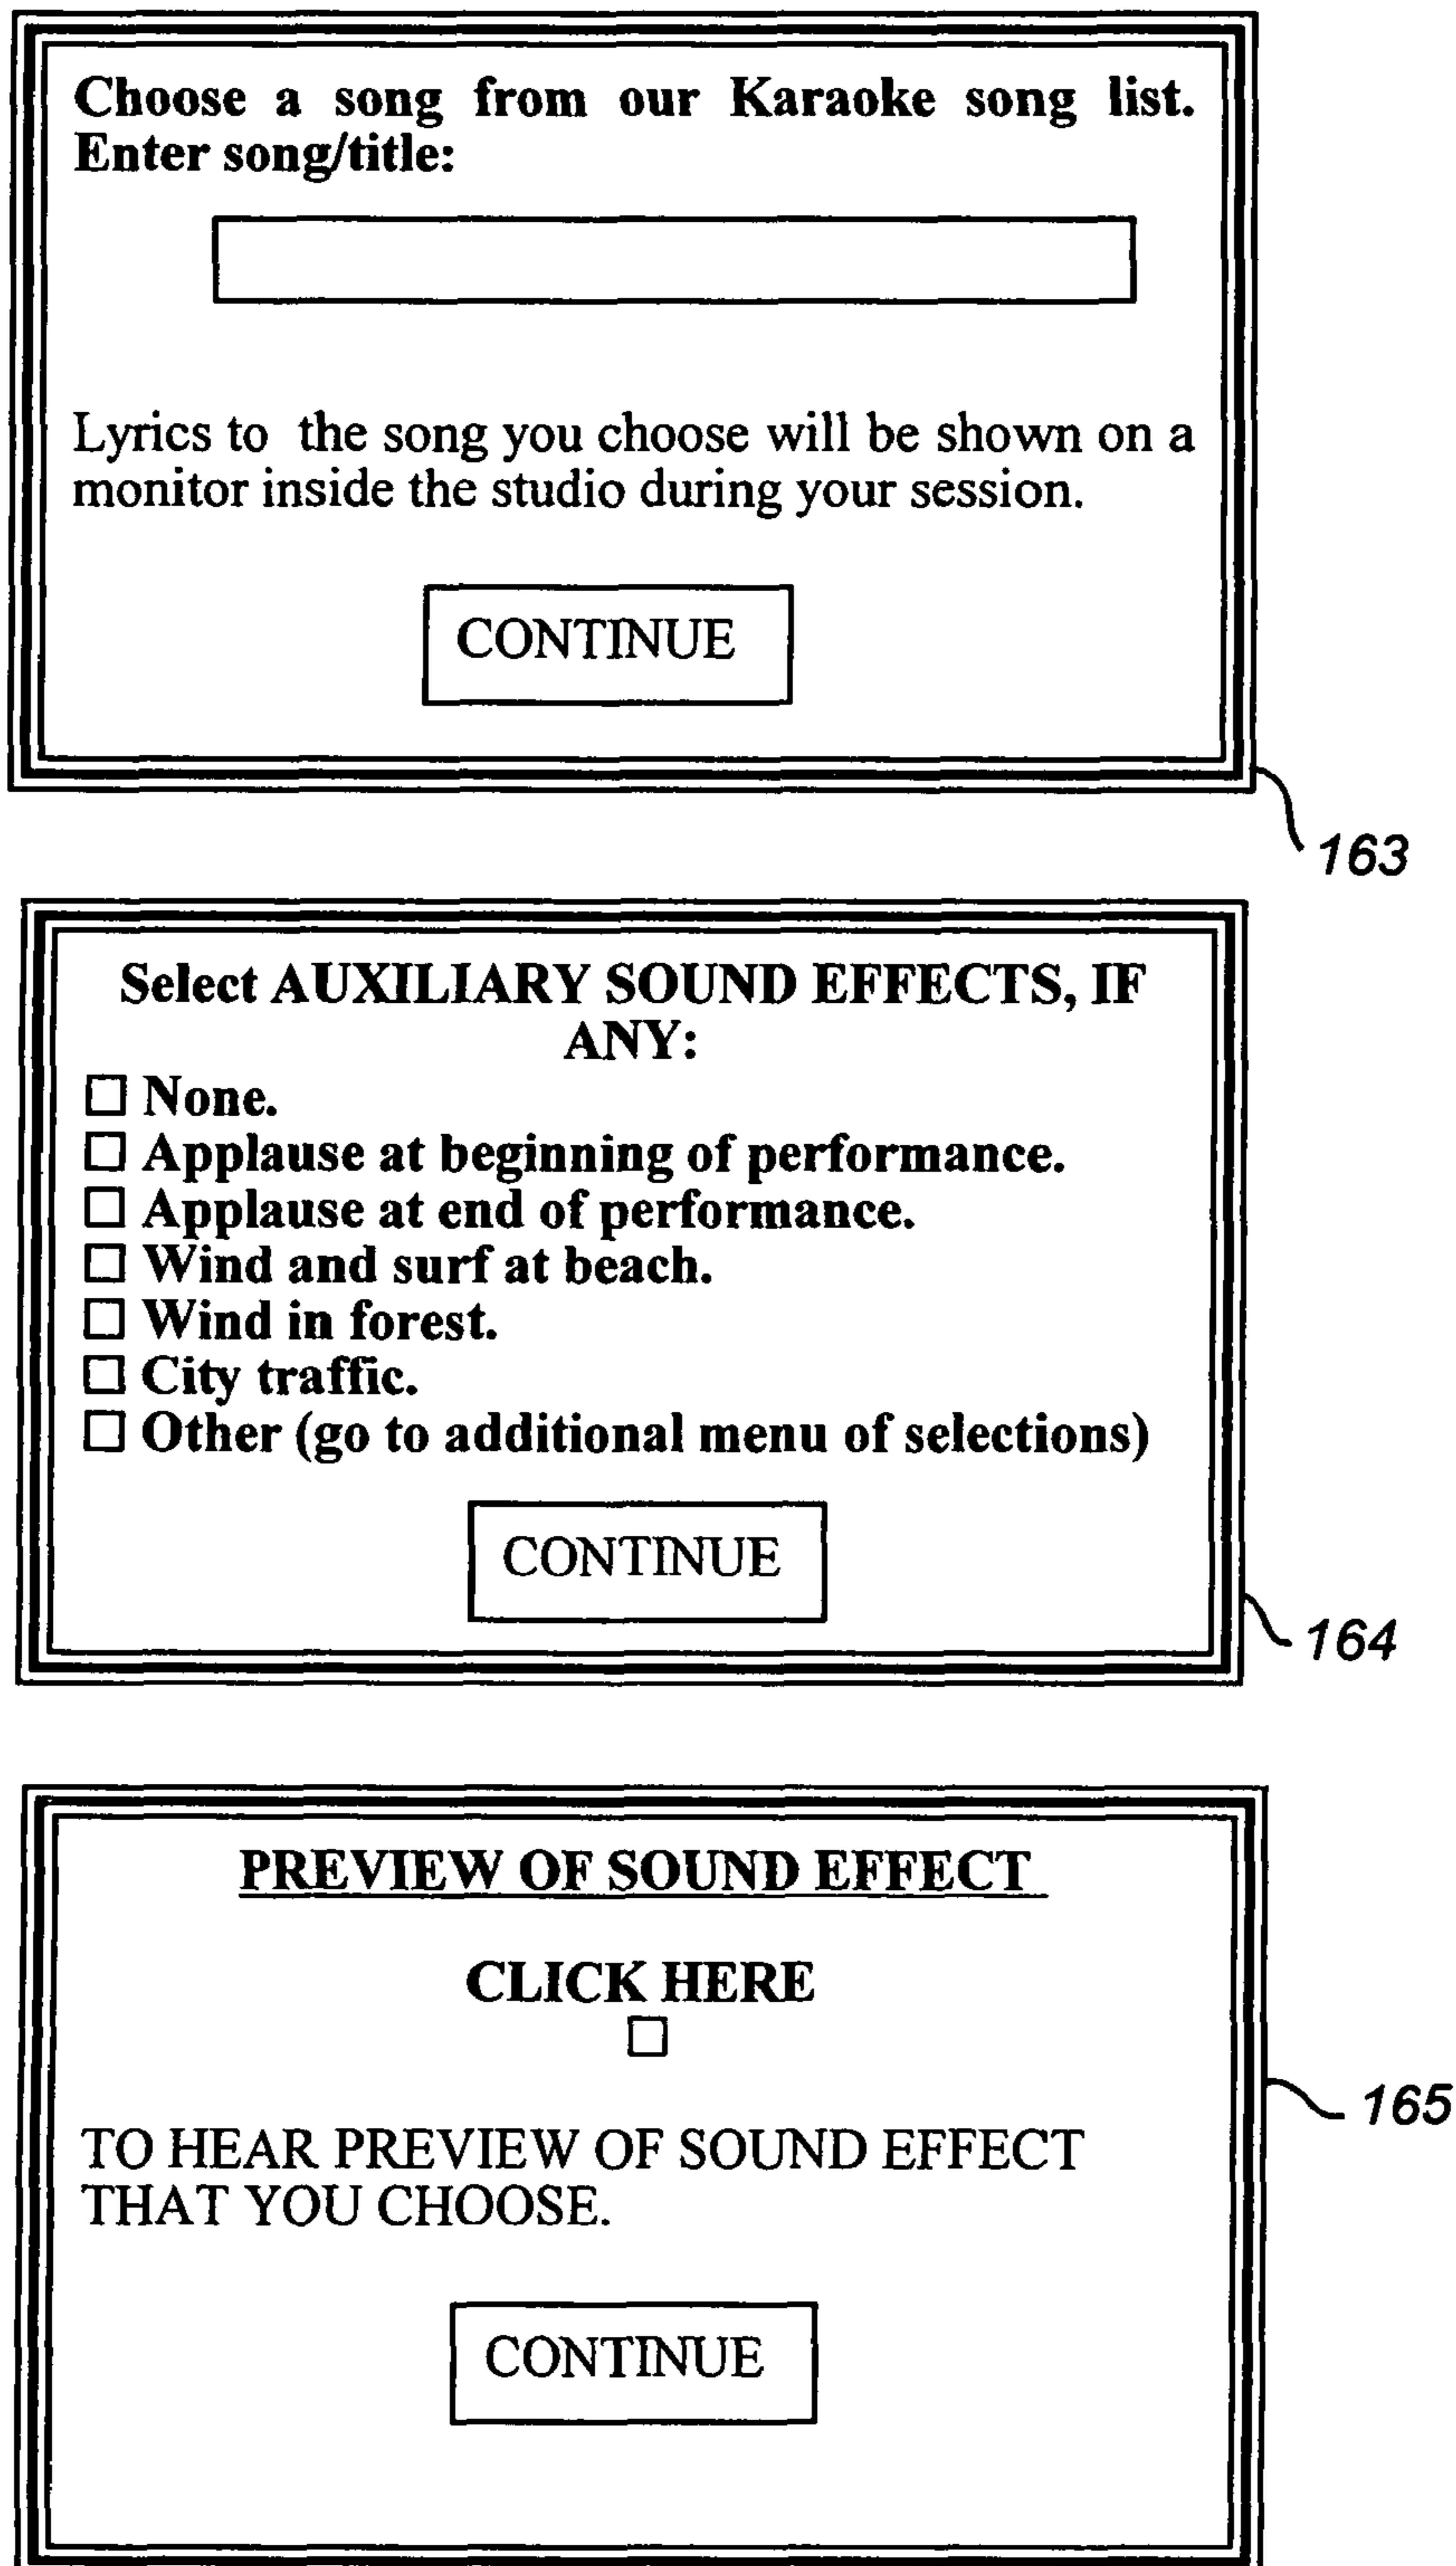 Choose a song from our Karaoke song list.
Enter song/title:
Lyrics to the song you choose will be shown on a
monitor inside the studio during your session.
CONTINUE
163
Select AUXILIARY SOUND EFFECTS, IF
ANY:
☐ None.
☐ Applause at beginning of performance.
☐ Applause at end of performance.
☐ Wind and surf at beach.
☐ Wind in forest.
☐ City traffic.
☐ Other (go to additional menu of selections)
CONTINUE
164
PREVIEW OF SOUND EFFECT
CLICK HERE
☐
165
TO HEAR PREVIEW OF SOUND EFFECT
THAT YOU CHOOSE.
CONTINUE